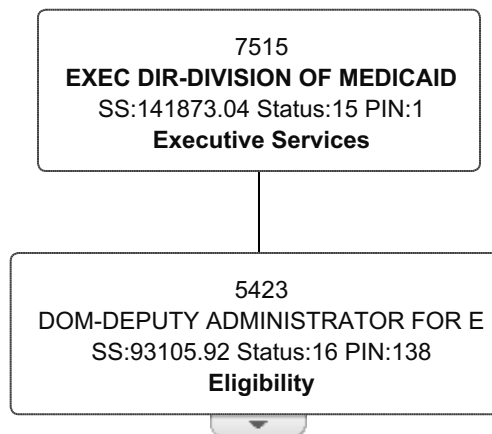 7515
EXEC DIR-DIVISION OF MEDICAID
SS:141873.04 Status:15 PIN:1
Executive Services
5423
DOM-DEPUTY ADMINISTRATOR FOR E
SS:93105.92 Status:16 PIN:138
Eligibility